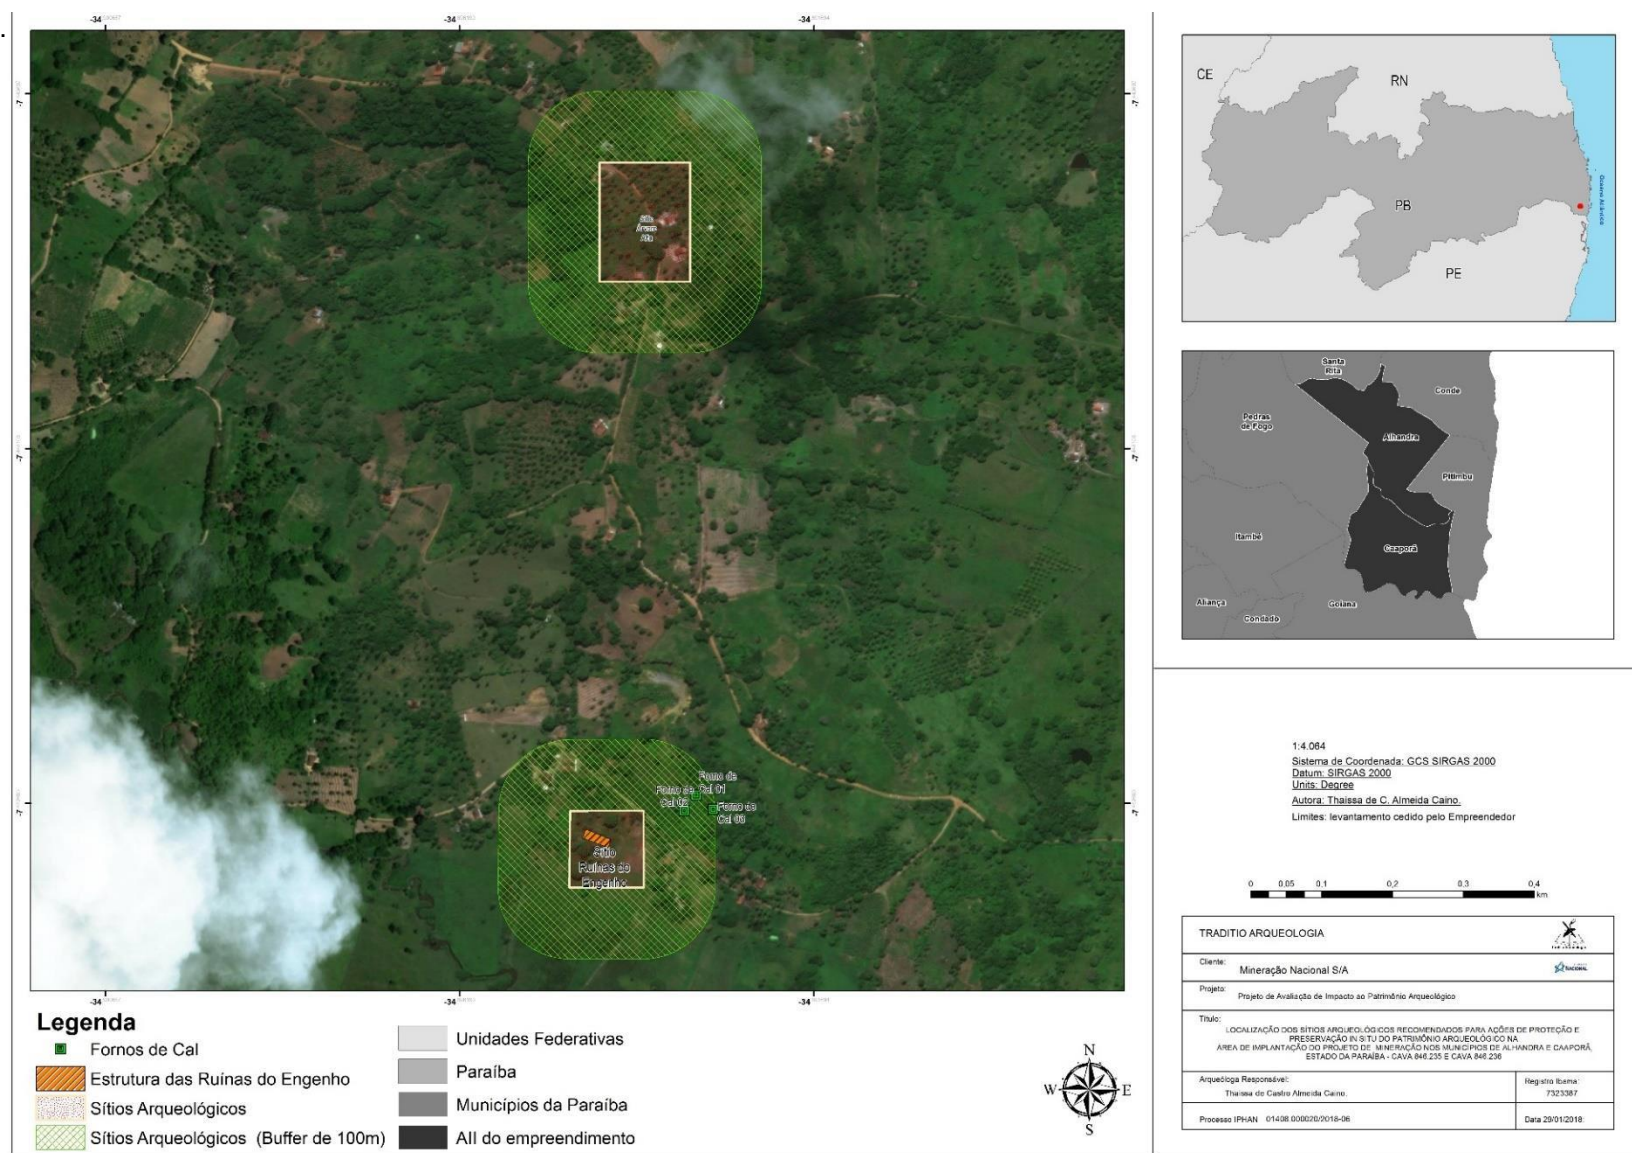 Sítio
Árvore
Alta
Forno de
Cal 01
Forno de
Cal 02
Forno de
Cal 03
Sítio
Ruínas do
Engenho
Legenda
Fornos de Cal
Estrutura das Ruínas do Engenho
Sítios Arqueológicos
Sítios Arqueológicos (Buffer de 100m)
Unidades Federativas
Paraíba
Municípios da Paraíba
AII do empreendimento
N
W
E
S
CE
RN
PB
PE
Oceano Atlântico
Santa
Rita
Conde
Pedras
de Fogo
Alhandra
Pitimbu
Itambé
Caaporã
Aliança
Goiana
Condado
1:4.064
Sistema de Coordenada: GCS SIRGAS 2000
Datum: SIRGAS 2000
Units: Degree
Autora: Thaissa de C. Almeida Caino.
Limites: levantamento cedido pelo Empreendedor
0 0,05 0,1 0,2 0,3 0,4
km
TRADITIO ARQUEOLOGIA
Cliente:
Mineração Nacional S/A
NACIONAL
Projeto:
Projeto de Avaliação de Impacto ao Patrimônio Arqueológico
Título:
LOCALIZAÇÃO DOS SÍTIOS ARQUEOLÓGICOS RECOMENDADOS PARA AÇÕES DE PROTEÇÃO E
PRESERVAÇÃO IN SITU DO PATRIMÔNIO ARQUEOLÓGICO NA
ÁREA DE IMPLANTAÇÃO DO PROJETO DE MINERAÇÃO NOS MUNICÍPIOS DE ALHANDRA E CAAPORÃ,
ESTADO DA PARAÍBA - CAVA 846.235 E CAVA 846.236
Arqueóloga Responsável:
Thaissa de Castro Almeida Caino.
Registro Ibama:
7323387
Processo IPHAN 01408.000020/2018-06
Data 29/01/2018